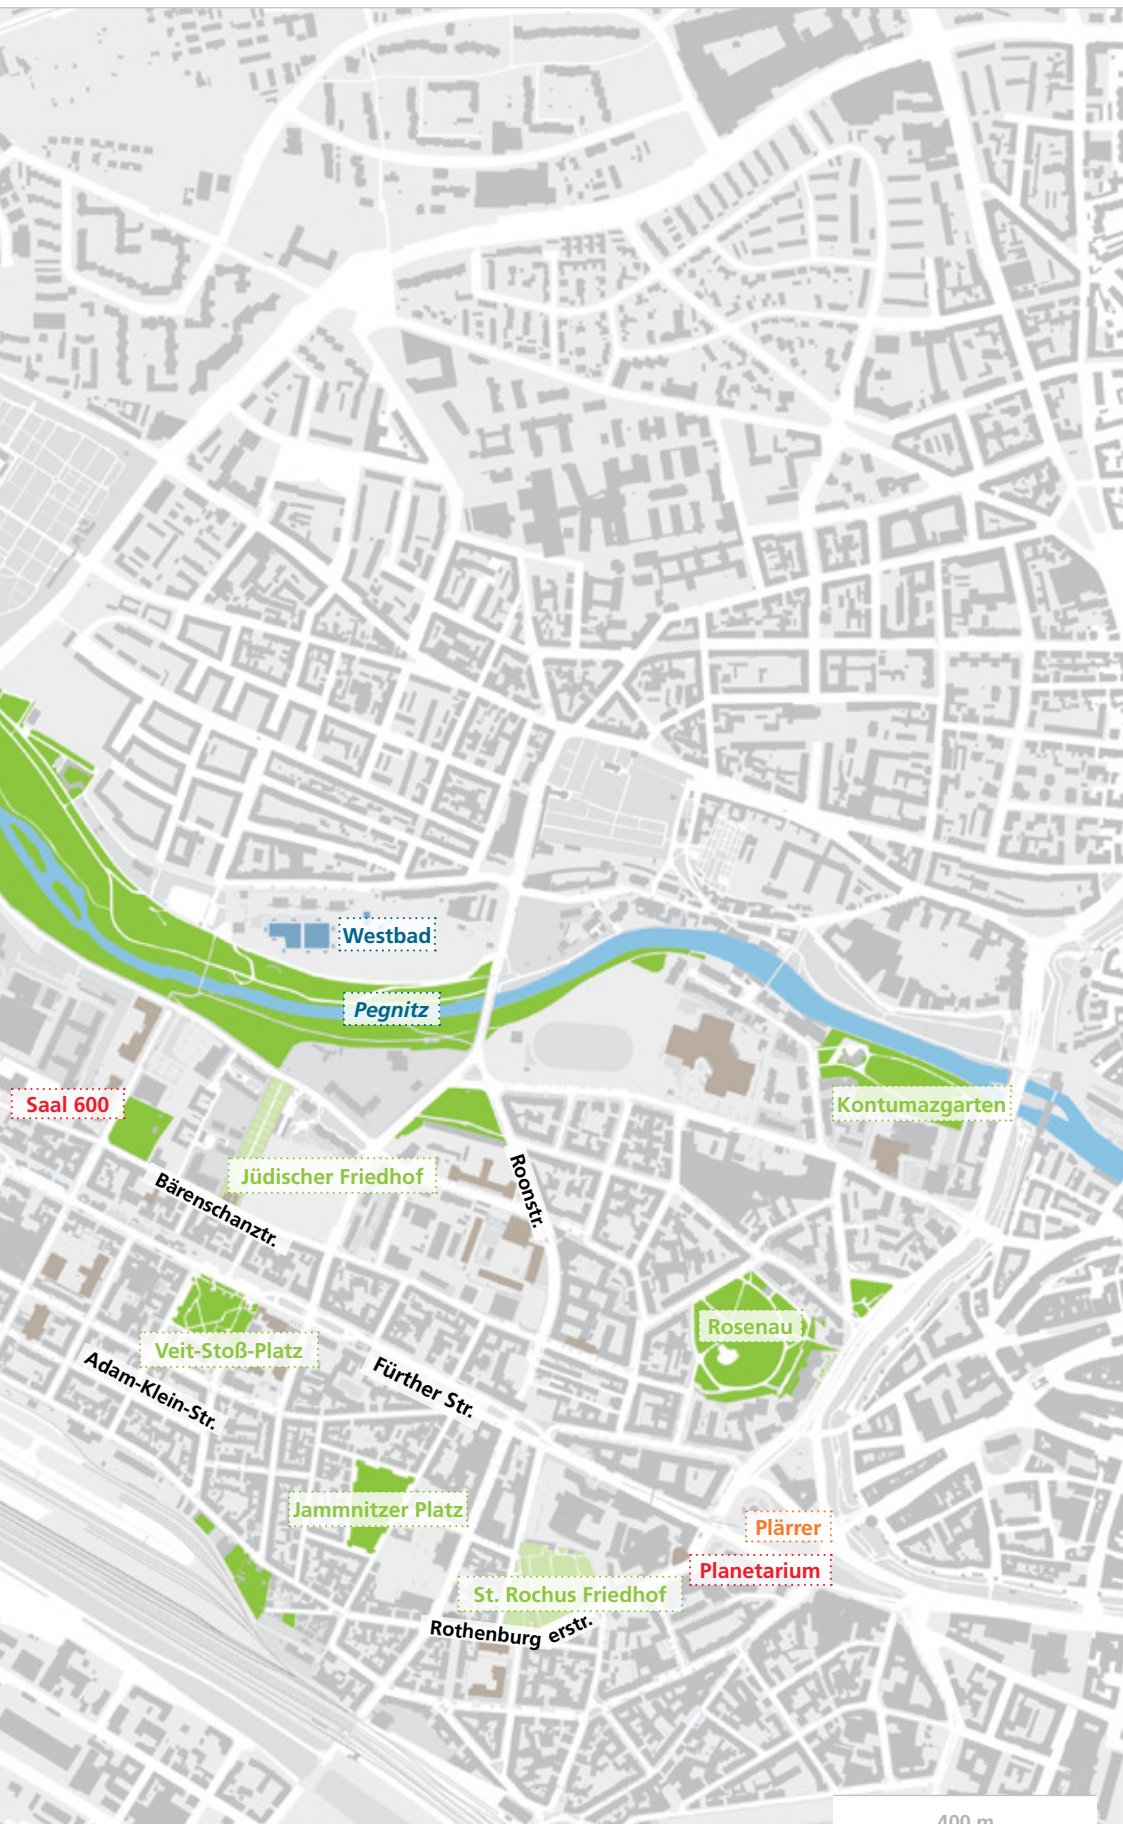 Westbad
Pegnitz
Saal 600
Kontumazgarten
Jüdischer Friedhof
Roonstr.
Bärenschanztr.
Rosenau
Veit-Stoß-Platz
Adam-Klein-Str.
Fürther Str.
Jammnitzer Platz
Plärrer
Planetarium
St. Rochus Friedhof
Rothenburg erstr.
400 m